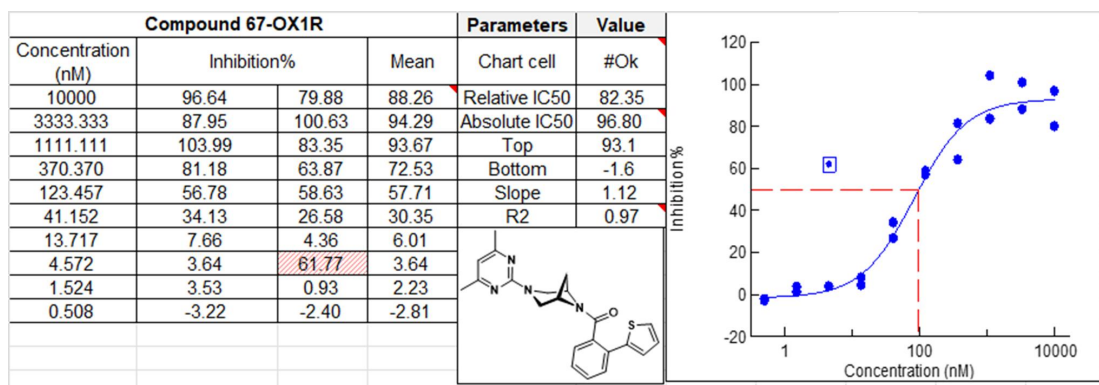 Compound 67-OX1R Parameters Value
Concentration (nM) Inhibition% Mean Chart cell #Ok
10000 96.64 79.88 88.26 Relative IC50 82.35
3333.333 87.95 100.63 94.29 Absolute IC50 96.80
1111.111 103.99 83.35 93.67 Top 93.1
370.370 81.18 63.87 72.53 Bottom -1.6
123.457 56.78 58.63 57.71 Slope 1.12
41.152 34.13 26.58 30.35 R2 0.97
13.717 7.66 4.36 6.01
4.572 3.64 61.77 3.64
1.524 3.53 0.93 2.23
0.508 -3.22 -2.40 -2.81
N
N
N
N
O
S
Inhibition%
120
100
80
60
40
20
0
-20
1 100 10000
Concentration (nM)